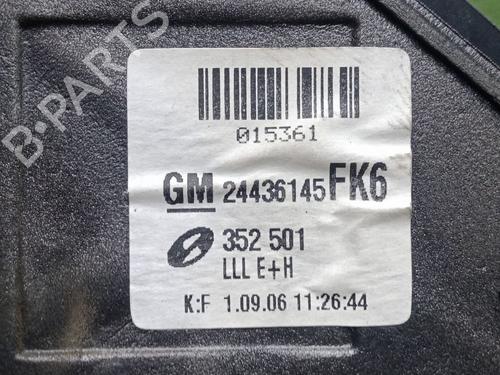 B-PARTS
015361
GM 24436145 FK6
352 501
LLL E+H
K:F 1.09.06 11:26:44